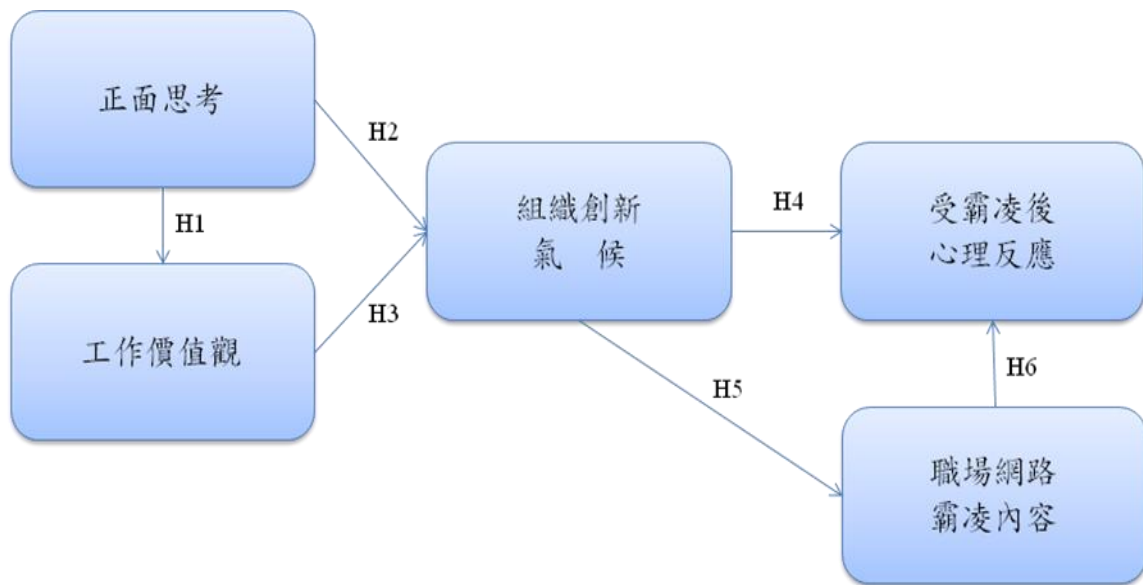 正面思考
H1
工作價值觀
H2
H3
組織創新
氣　候
H4
受霸凌後
心理反應
H5
H6
職場網路
霸凌內容